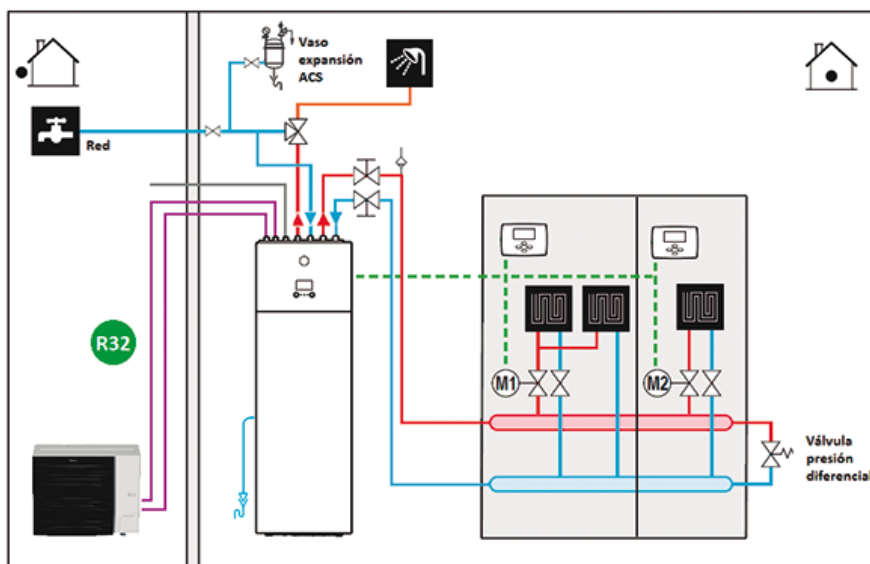 Vaso
expansión
ACS
Red
R32
M1
M2
Válvula
presión
diferencial